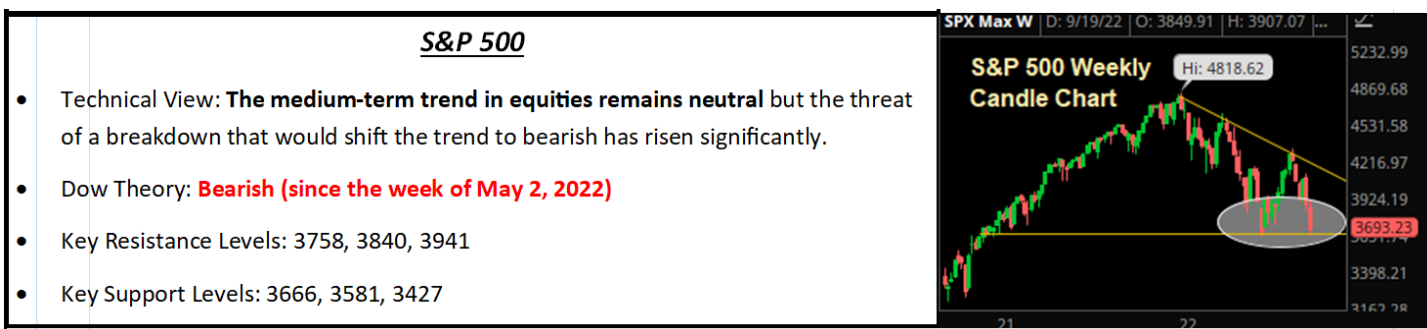 S&P 500
• Technical View: The medium-term trend in equities remains neutral but the threat
of a breakdown that would shift the trend to bearish has risen significantly.
• Dow Theory: Bearish (since the week of May 2, 2022)
• Key Resistance Levels: 3758, 3840, 3941
• Key Support Levels: 3666, 3581, 3427
SPX Max W D: 9/19/22 O: 3849.91 H: 3907.07 ...
S&P 500 Weekly
Candle Chart
Hi: 4818.62
5232.99
4869.68
4531.58
4216.97
3924.19
3693.23
3398.21
3162.28
21 22